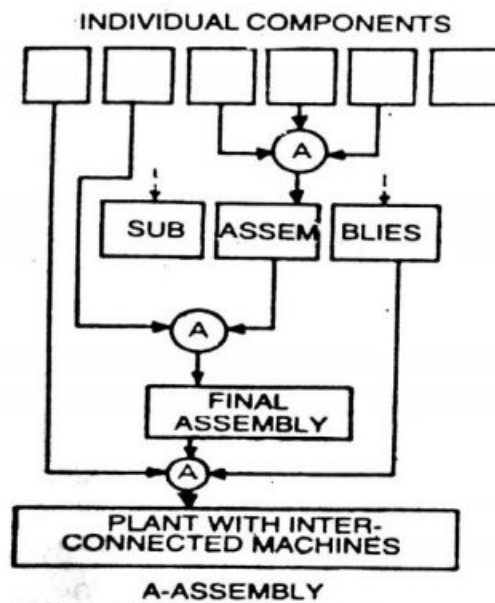 INDIVIDUAL COMPONENTS
A
SUB ASSEM BLIES
A
FINAL
ASSEMBLY
A
PLANT WITH INTER-
CONNECTED MACHINES
A-ASSEMBLY